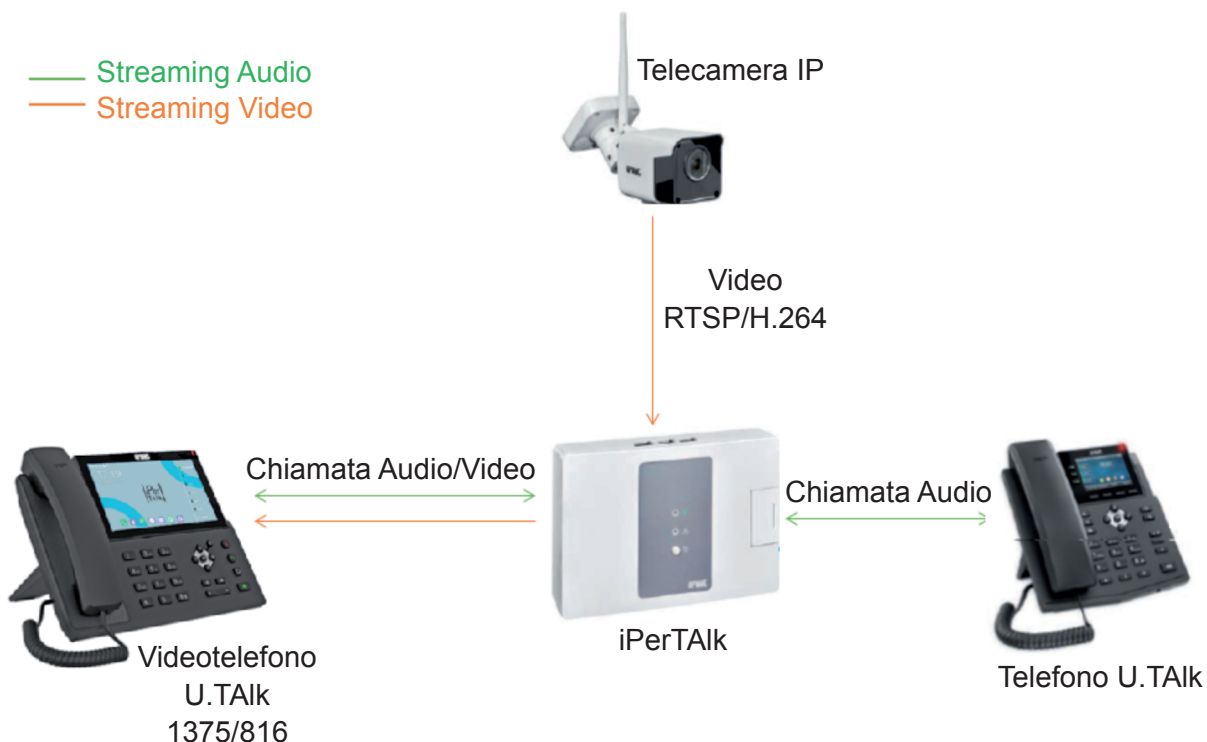 Streaming Audio
Streaming Video
Telecamera IP
Video
RTSP/H.264
Chiamata Audio/Video
Chiamata Audio
iPerTAlk
Videotelefono
U.TAlk
1375/816
Telefono U.TAlk